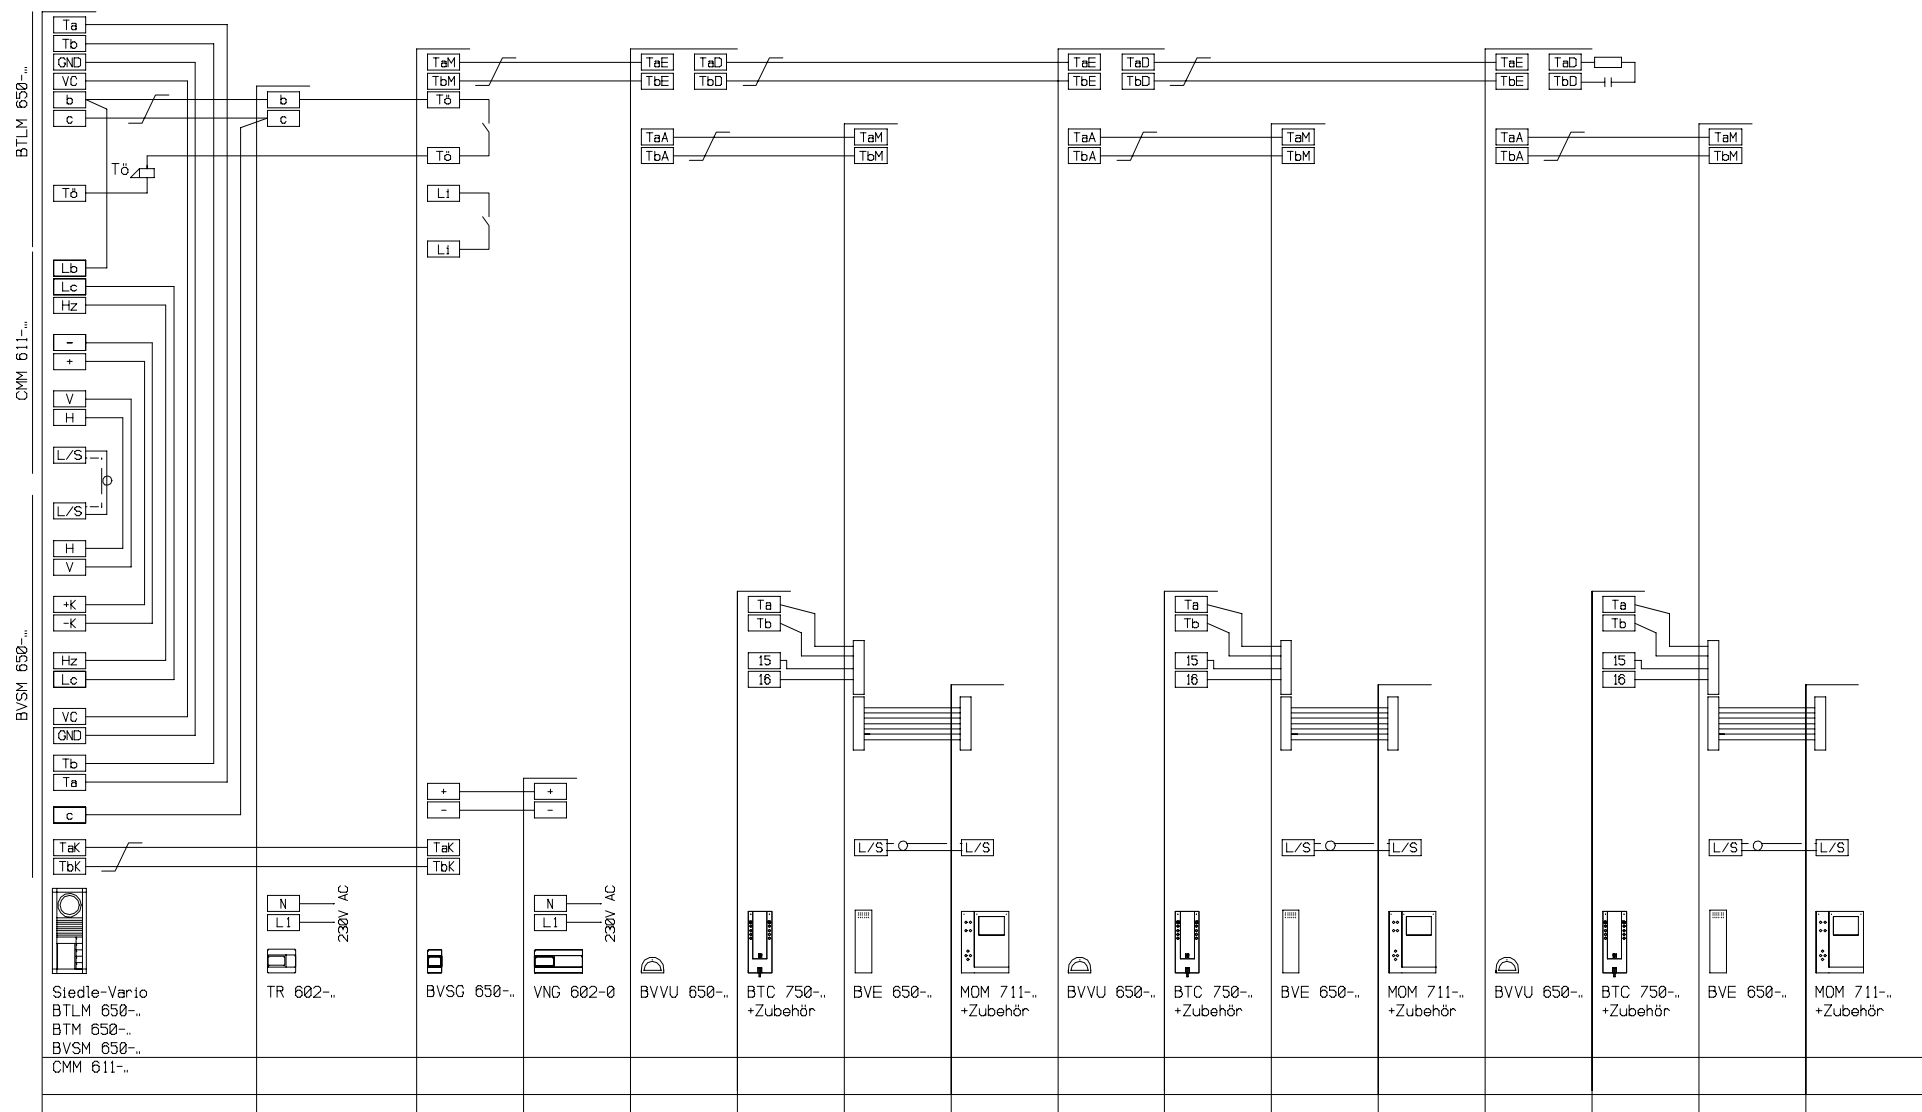 BTLM 650-..
CMM 611-..
BVSM 650-..
Ta
Tb
GND
VC
b
c
Tö
Tö
Lb
Lc
Hz
-
+
V
H
L/S
L/S
H
V
+K
-K
Hz
Lc
VC
GND
Tb
Ta
c
TaK
TbK
Siedle-Vario
BTLM 650-..
BTM 650-..
BVSM 650-..
CMM 611-..
b
c
N
L1
230V AC
TR 602-..
TaM
TbM
Tö
Tö
Li
Li
+
-
TaK
TbK
BVSG 650-..
+
-
N
L1
230V AC
VNG 602-0
TaE TaD
TbE TbD
TaA
TbA
BVVU 650-..
Ta
Tb
15
16
BTC 750-..
+Zubehör
TaM
TbM
L/S
BVE 650-..
L/S
MOM 711-..
+Zubehör
TaE TaD
TbE TbD
TaA
TbA
BVVU 650-..
Ta
Tb
15
16
BTC 750-..
+Zubehör
TaM
TbM
L/S
BVE 650-..
L/S
MOM 711-..
+Zubehör
TaE TaD
TbE TbD
TaA
TbA
BVVU 650-..
Ta
Tb
15
16
BTC 750-..
+Zubehör
TaM
TbM
L/S
BVE 650-..
L/S
MOM 711-..
+Zubehör